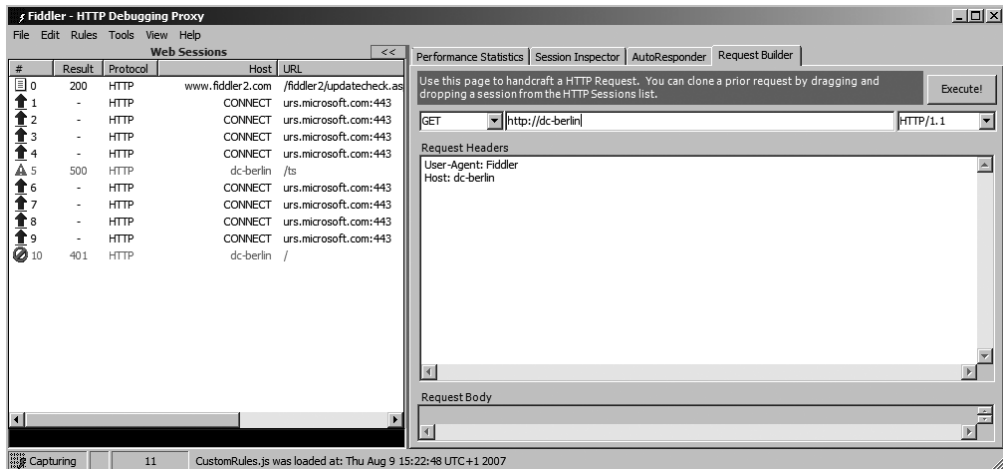 Fiddler - HTTP Debugging Proxy
File Edit Rules Tools View Help
Web Sessions <<
# Result Protocol Host URL
0 200 HTTP www.fiddler2.com /fiddler2/updatecheck.as
1 - HTTP CONNECT urs.microsoft.com:443
2 - HTTP CONNECT urs.microsoft.com:443
3 - HTTP CONNECT urs.microsoft.com:443
4 - HTTP CONNECT urs.microsoft.com:443
5 500 HTTP dc-berlin /ts
6 - HTTP CONNECT urs.microsoft.com:443
7 - HTTP CONNECT urs.microsoft.com:443
8 - HTTP CONNECT urs.microsoft.com:443
9 - HTTP CONNECT urs.microsoft.com:443
10 401 HTTP dc-berlin /
Performance Statistics Session Inspector AutoResponder Request Builder
Use this page to handcraft a HTTP Request. You can clone a prior request by dragging and
dropping a session from the HTTP Sessions list.
Execute!
GET http://dc-berlin HTTP/1.1
Request Headers
User-Agent: Fiddler
Host: dc-berlin
Request Body
Capturing 11 CustomRules.js was loaded at: Thu Aug 9 15:22:48 UTC+1 2007